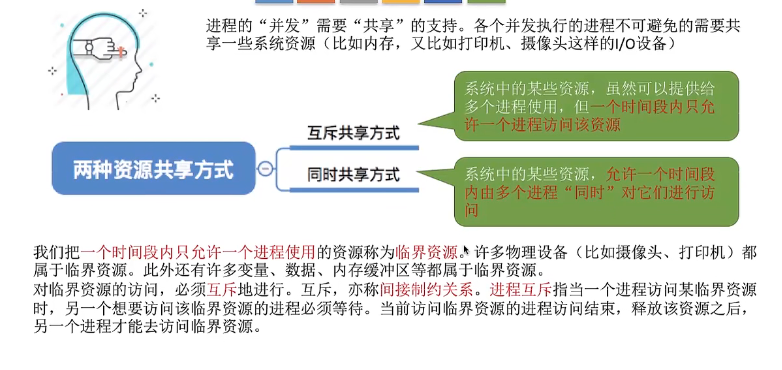 进程的“并发”需要“共享”的支持。各个并发执行的进程不可避免的需要共
享一些系统资源（比如内存，又比如打印机、摄像头这样的I/O设备）
系统中的某些资源，虽然可以提供给
多个进程使用，但一个时间段内只允
许一个进程访问该资源
互斥共享方式
两种资源共享方式
同时共享方式
系统中的某些资源，允许一个时间段
内由多个进程“同时”对它们进行访
问
我们把一个时间段内只允许一个进程使用的资源称为临界资源。许多物理设备（比如摄像头、打印机）都
属于临界资源。此外还有许多变量、数据、内存缓冲区等都属于临界资源。
对临界资源的访问，必须互斥地进行。互斥，亦称间接制约关系。进程互斥指当一个进程访问某临界资源
时，另一个想要访问该临界资源的进程必须等待。当前访问临界资源的进程访问结束，释放该资源之后，
另一个进程才能去访问临界资源。